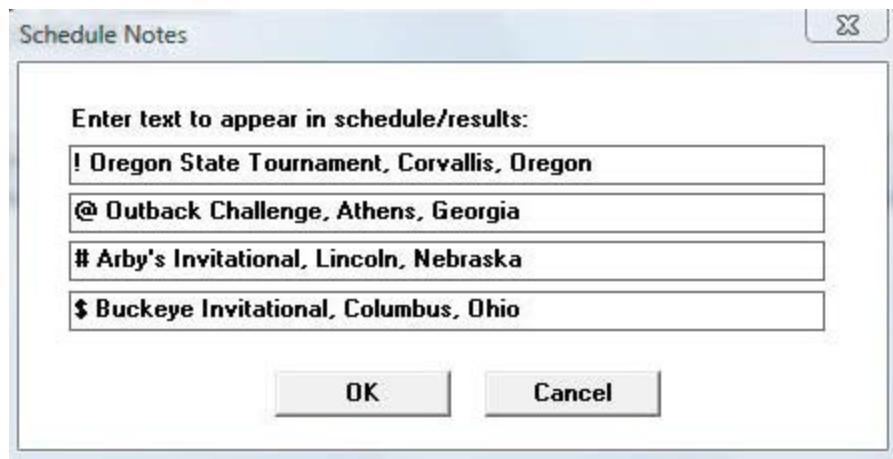 Schedule Notes
Enter text to appear in schedule/results:
! Oregon State Tournament, Corvallis, Oregon
@ Outback Challenge, Athens, Georgia
# Arby's Invitational, Lincoln, Nebraska
$ Buckeye Invitational, Columbus, Ohio
OK Cancel